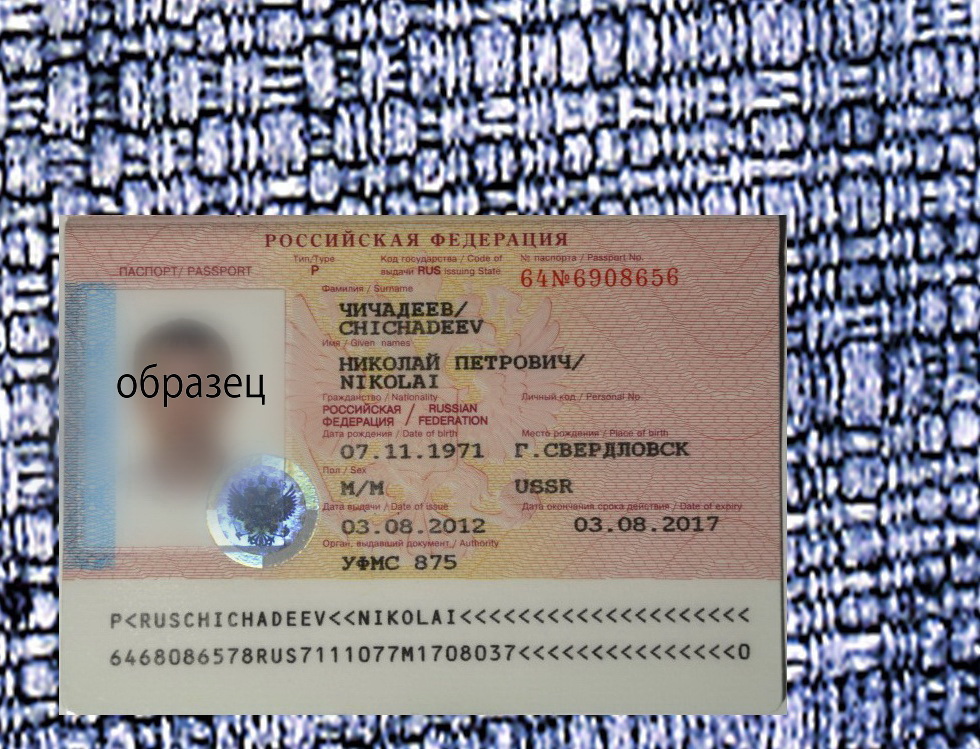 РОССИЙСКАЯ ФЕДЕРАЦИЯ
ПАСПОРТ/ PASSPORT
Тип/Type
P
Код государства / Code of
выдачи RUS issuing State
№ паспорта / Passport No.
64№6908656
Фамилия / Surname
ЧИЧАДЕЕВ/
CHICHADEEV
Имя / Given names
НИКОЛАЙ ПЕТРОВИЧ/
NIKOLAI
Гражданство / Nationality
Личный код / Personal No.
РОССИЙСКАЯ / RUSSIAN
ФЕДЕРАЦИЯ / FEDERATION
Дата рождения / Date of birth
Место рождения / Place of birth
07.11.1971 Г.СВЕРДЛОВСК
Пол / Sex
М/M USSR
Дата выдачи / Date of issue
Дата окончания срока действия / Date of expiry
03.08.2012 03.08.2017
Орган, выдавший документ / Authority
УФМС 875
образец
P<RUSCHICHADEEV<<NIKOLAI<<<<<<<<<<<<<<<<<<<<
6468086578RUS7111077M1708037<<<<<<<<<<<<<<<0